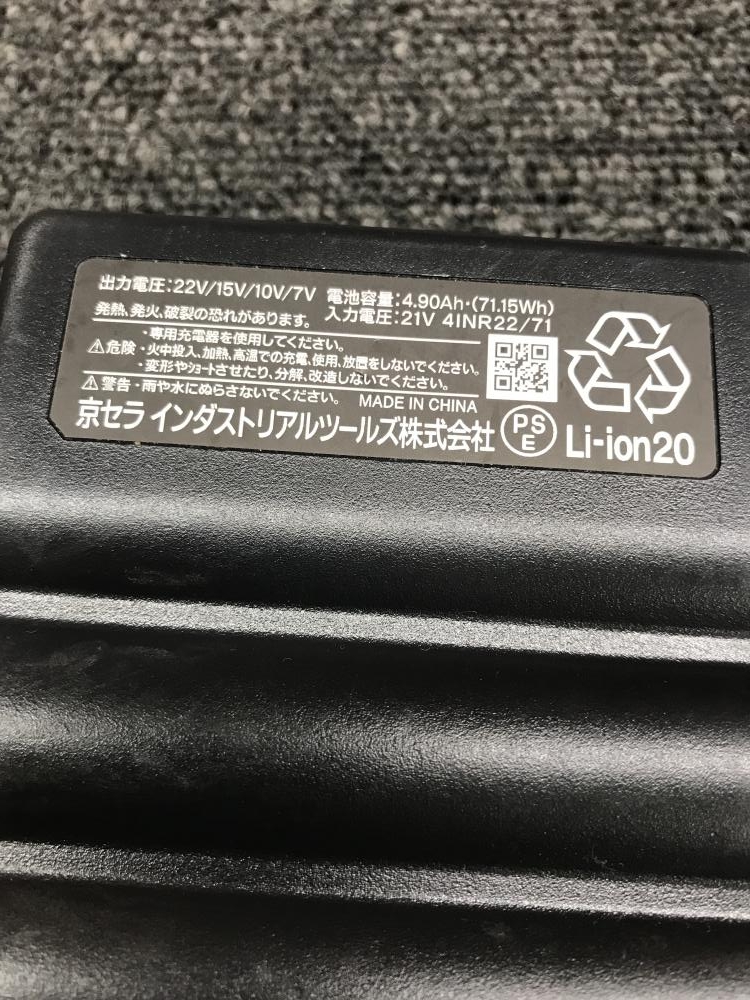 出力電圧:22V/15V/10V/7V 電池容量:4.90Ah・(71.15Wh)
発熱、発火、破裂の恐れがあります。 入力電圧:21V 4INR22/71
⚠危険
・専用充電器を使用してください。
・火中投入、加熱、高温での充電、使用、放置をしないでください。
・変形やショートさせたり、分解、改造しないでください。
⚠警告・雨や水にぬらさないでください。 MADE IN CHINA
京セラ インダストリアルツールズ株式会社 PSE Li-ion20